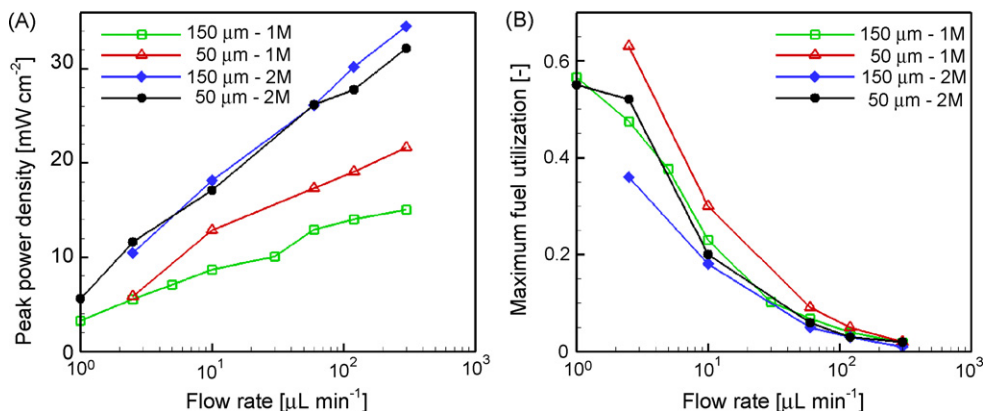 (A)
Peak power density [mW cm⁻²]
30
20
10
0
150 μm - 1M
50 μm - 1M
150 μm - 2M
50 μm - 2M
10⁰ 10¹ 10² 10³
Flow rate [μL min⁻¹]
(B)
Maximum fuel utilization [-]
0.6
0.4
0.2
0
150 μm - 1M
50 μm - 1M
150 μm - 2M
50 μm - 2M
10⁰ 10¹ 10² 10³
Flow rate [μL min⁻¹]